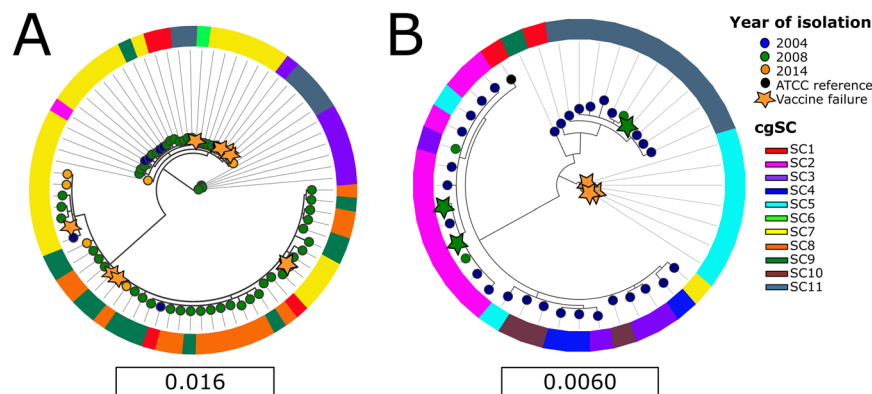 A
B
Year of isolation
2004
2008
2014
ATCC reference
Vaccine failure
cgSC
SC1
SC2
SC3
SC4
SC5
SC6
SC7
SC8
SC9
SC10
SC11
0.016
0.0060